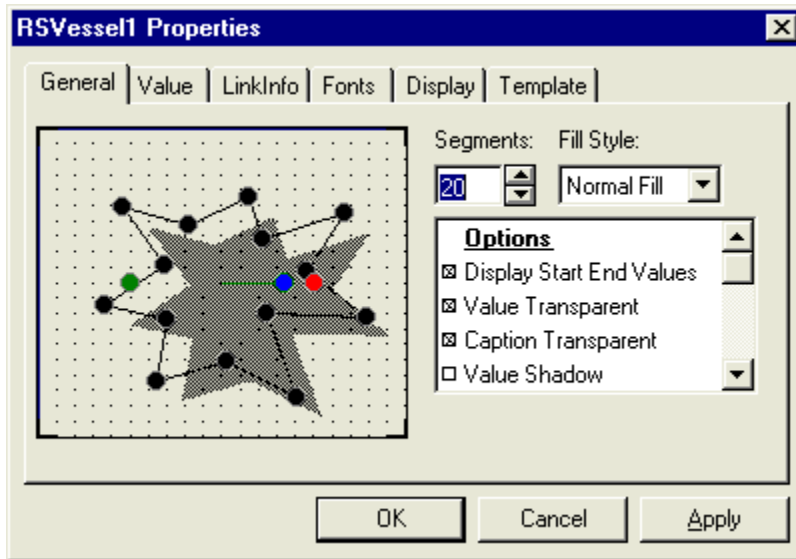 RSVessel1 Properties
General Value LinkInfo Fonts Display Template
Segments: Fill Style:
20 Normal Fill
Options
Display Start End Values
Value Transparent
Caption Transparent
Value Shadow
OK Cancel Apply